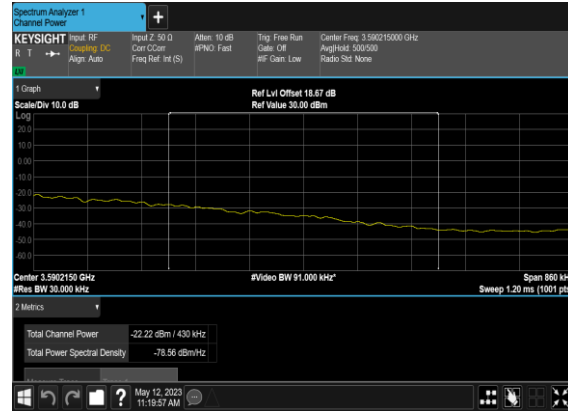 Spectrum Analyzer 1
Channel Power
+
KEYSIGHT
R T
Input: RF
Coupling: DC
Align: Auto
Input Z: 50 Ω
Corr CCorr
Freq Ref: Int (S)
Atten: 10 dB
#PNO: Fast
Trig: Free Run
Gate: Off
#IF Gain: Low
Center Freq: 3.590215000 GHz
Avg|Hold: 500/500
Radio Std: None
1 Graph
Scale/Div 10.0 dB
Ref Lvl Offset 18.67 dB
Ref Value 30.00 dBm
Log
20.0
10.0
0.00
-10.0
-20.0
-30.0
-40.0
-50.0
-60.0
Center 3.5902150 GHz
#Res BW 30.000 kHz
#Video BW 91.000 kHz*
Span 860 kH
Sweep 1.20 ms (1001 pts
2 Metrics
Total Channel Power -22.22 dBm / 430 kHz
Total Power Spectral Density -78.56 dBm/Hz
?
May 12, 2023
11:19:57 AM